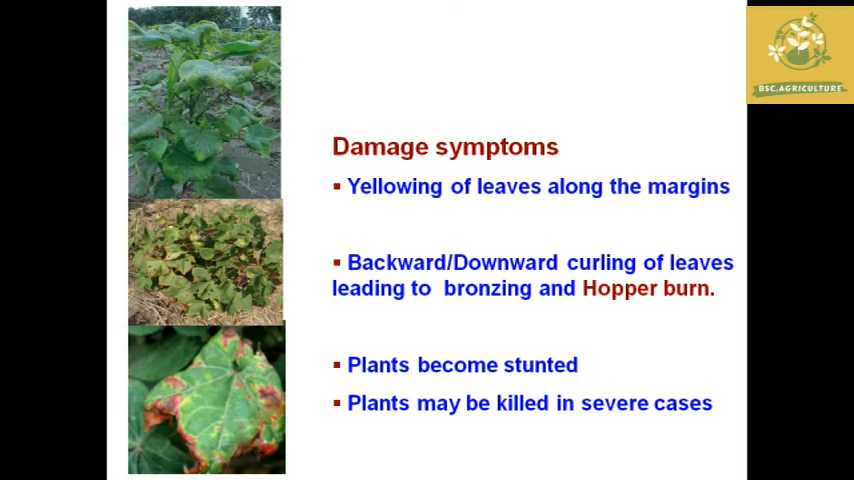 BSC.AGRICULTURE
Damage symptoms
▪ Yellowing of leaves along the margins
▪ Backward/Downward curling of leaves
leading to bronzing and Hopper burn.
▪ Plants become stunted
▪ Plants may be killed in severe cases